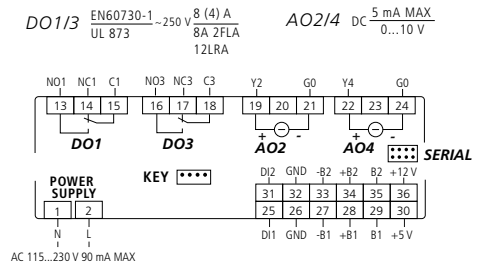 DO1/3 EN60730-1 ~250 V 8 (4) A
UL 873 8A 2FLA
12LRA
AO2/4 DC 5 mA MAX
0...10 V
NO1 NC1 C1 NO3 NC3 C3 Y2 G0 Y4 G0
13 14 15 16 17 18 19 20 21 22 23 24
DO1 DO3 + - AO2 + - AO4
SERIAL
KEY
DI2 GND -B2 +B2 B2 +12 V
POWER
SUPPLY
31 32 33 34 35 36
1 2 25 26 27 28 29 30
N L DI1 GND -B1 +B1 B1 +5 V
AC 115...230 V 90 mA MAX